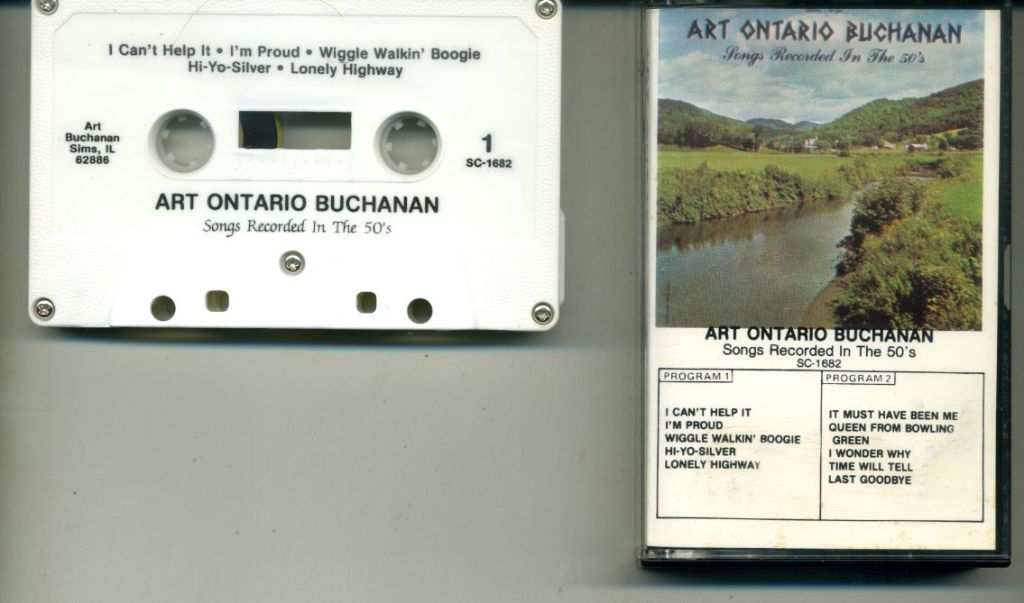 I Can't Help It • I'm Proud • Wiggle Walkin' Boogie
Hi-Yo-Silver • Lonely Highway
Art
Buchanan
Sims, IL
62886
1
SC-1682
ART ONTARIO BUCHANAN
Songs Recorded In The 50's
ART ONTARIO BUCHANAN
Songs Recorded In The 50's
ART ONTARIO BUCHANAN
Songs Recorded In The 50's
SC-1682
PROGRAM 1
I CAN'T HELP IT
I'M PROUD
WIGGLE WALKIN' BOOGIE
HI-YO-SILVER
LONELY HIGHWAY
PROGRAM 2
IT MUST HAVE BEEN ME
QUEEN FROM BOWLING
GREEN
I WONDER WHY
TIME WILL TELL
LAST GOODBYE